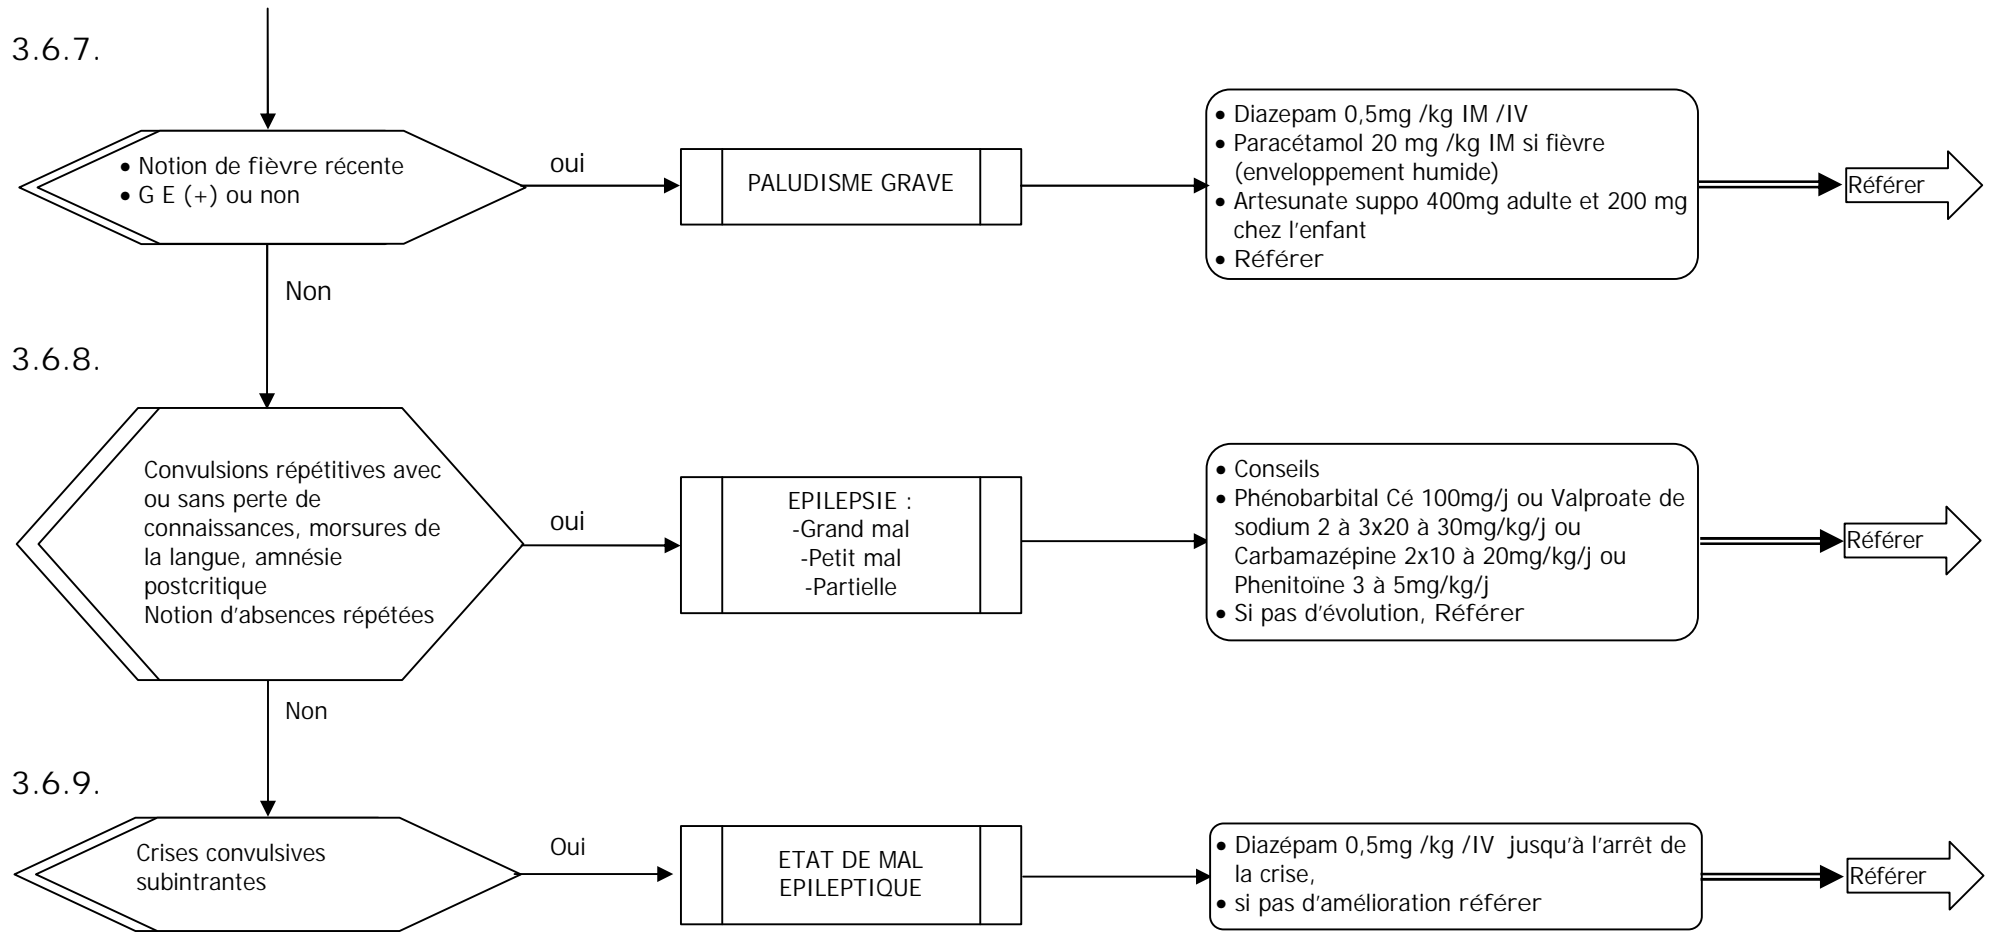 3.6.7.
• Notion de fièvre récente
• G E (+) ou non
oui
PALUDISME GRAVE
• Diazepam 0,5mg /kg IM /IV
• Paracétamol 20 mg /kg IM si fièvre
(enveloppement humide)
• Artesunate suppo 400mg adulte et 200 mg
chez l'enfant
• Référer
Référer
Non
3.6.8.
Convulsions répétitives avec
ou sans perte de
connaissances, morsures de
la langue, amnésie
postcritique
Notion d'absences répétées
oui
EPILEPSIE :
-Grand mal
-Petit mal
-Partielle
• Conseils
• Phénobarbital Cé 100mg/j ou Valproate de
sodium 2 à 3x20 à 30mg/kg/j ou
Carbamazépine 2x10 à 20mg/kg/j ou
Phenitoïne 3 à 5mg/kg/j
• Si pas d'évolution, Référer
Référer
Non
3.6.9.
Crises convulsives
subintrantes
Oui
ETAT DE MAL
EPILEPTIQUE
• Diazépam 0,5mg /kg /IV jusqu'à l'arrêt de
la crise,
• si pas d'amélioration référer
Référer